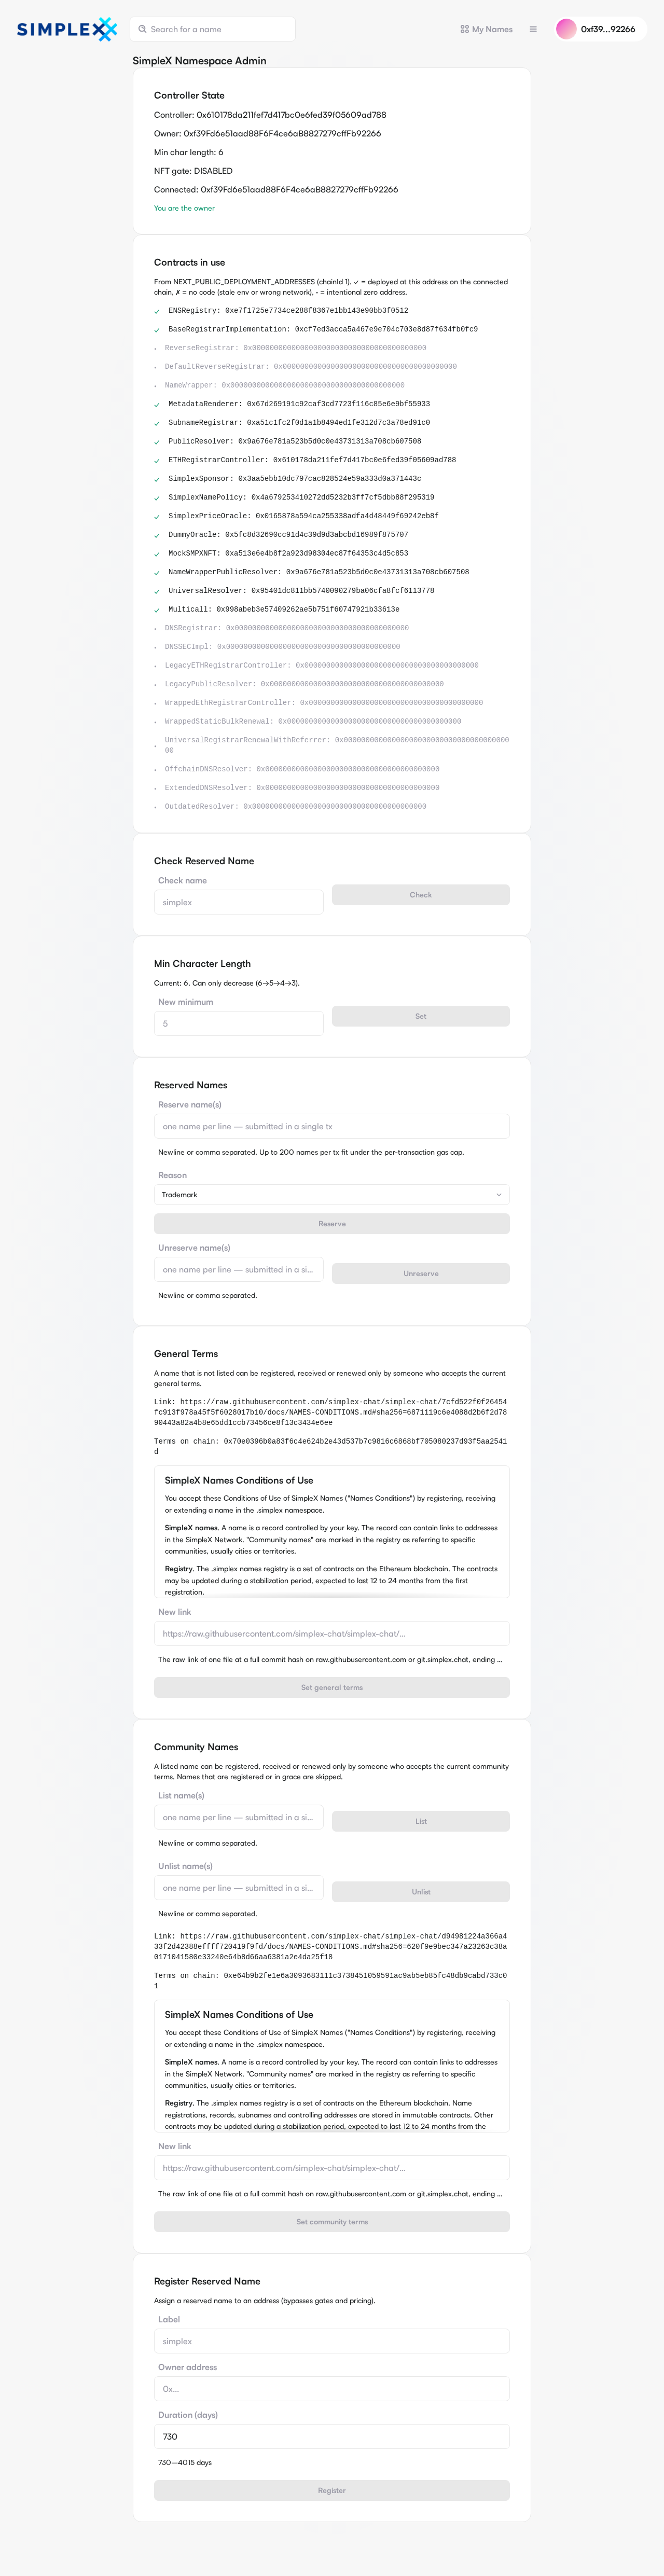 SIMPLEX
Search for a name
My Names
0xf39...92266
SimpleX Namespace Admin
Controller State
Controller: 0x610178da211fef7d417bc0e6fed39f05609ad788
Owner: 0xf39Fd6e51aad88F6F4ce6aB8827279cffFb92266
Min char length: 6
NFT gate: DISABLED
Connected: 0xf39Fd6e51aad88F6F4ce6aB8827279cffFb92266
You are the owner
Contracts in use
From NEXT_PUBLIC_DEPLOYMENT_ADDRESSES (chainId 1). ✓ = deployed at this address on the connected
chain, ✗ = no code (stale env or wrong network), • = intentional zero address.
✓ ENSRegistry: 0xe7f1725e7734ce288f8367e1bb143e90bb3f0512
✓ BaseRegistrarImplementation: 0xcf7ed3acca5a467e9e704c703e8d87f634fb0fc9
• ReverseRegistrar: 0x0000000000000000000000000000000000000000
• DefaultReverseRegistrar: 0x0000000000000000000000000000000000000000
• NameWrapper: 0x0000000000000000000000000000000000000000
✓ MetadataRenderer: 0x67d269191c92caf3cd7723f116c85e6e9bf55933
✓ SubnameRegistrar: 0xa51c1fc2f0d1a1b8494ed1fe312d7c3a78ed91c0
✓ PublicResolver: 0x9a676e781a523b5d0c0e43731313a708cb607508
✓ ETHRegistrarController: 0x610178da211fef7d417bc0e6fed39f05609ad788
✓ SimplexSponsor: 0x3aa5ebb10dc797cac828524e59a333d0a371443c
✓ SimplexNamePolicy: 0x4a679253410272dd5232b3ff7cf5dbb88f295319
✓ SimplexPriceOracle: 0x0165878a594ca255338adfa4d48449f69242eb8f
✓ DummyOracle: 0x5fc8d32690cc91d4c39d9d3abcbd16989f875707
✓ MockSMPXNFT: 0xa513e6e4b8f2a923d98304ec87f64353c4d5c853
✓ NameWrapperPublicResolver: 0x9a676e781a523b5d0c0e43731313a708cb607508
✓ UniversalResolver: 0x95401dc811bb5740090279ba06cfa8fcf6113778
✓ Multicall: 0x998abeb3e57409262ae5b751f60747921b33613e
• DNSRegistrar: 0x0000000000000000000000000000000000000000
• DNSSECImpl: 0x0000000000000000000000000000000000000000
• LegacyETHRegistrarController: 0x0000000000000000000000000000000000000000
• LegacyPublicResolver: 0x0000000000000000000000000000000000000000
• WrappedEthRegistrarController: 0x0000000000000000000000000000000000000000
• WrappedStaticBulkRenewal: 0x0000000000000000000000000000000000000000
• UniversalRegistrarRenewalWithReferrer: 0x00000000000000000000000000000000000000
00
• OffchainDNSResolver: 0x0000000000000000000000000000000000000000
• ExtendedDNSResolver: 0x0000000000000000000000000000000000000000
• OutdatedResolver: 0x0000000000000000000000000000000000000000
Check Reserved Name
Check name
simplex
Check
Min Character Length
Current: 6. Can only decrease (6→5→4→3).
New minimum
5
Set
Reserved Names
Reserve name(s)
one name per line — submitted in a single tx
Newline or comma separated. Up to 200 names per tx fit under the per-transaction gas cap.
Reason
Trademark
Reserve
Unreserve name(s)
one name per line — submitted in a si...
Unreserve
Newline or comma separated.
General Terms
A name that is not listed can be registered, received or renewed only by someone who accepts the current
general terms.
Link: https://raw.githubusercontent.com/simplex-chat/simplex-chat/7cfd522f0f26454
fc913f978a45f5f6028017b10/docs/NAMES-CONDITIONS.md#sha256=6871119c6e4088d2b6f2d78
90443a82a4b8e65dd1ccb73456ce8f13c3434e6ee
Terms on chain: 0x70e0396b0a83f6c4e624b2e43d537b7c9816c6868bf705080237d93f5aa2541
d
SimpleX Names Conditions of Use
You accept these Conditions of Use of SimpleX Names ("Names Conditions") by registering, receiving
or extending a name in the .simplex namespace.
SimpleX names. A name is a record controlled by your key. The record can contain links to addresses
in the SimpleX Network. "Community names" are marked in the registry as referring to specific
communities, usually cities or territories.
Registry. The .simplex names registry is a set of contracts on the Ethereum blockchain. The contracts
may be updated during a stabilization period, expected to last 12 to 24 months from the first
registration.
New link
https://raw.githubusercontent.com/simplex-chat/simplex-chat/...
The raw link of one file at a full commit hash on raw.githubusercontent.com or git.simplex.chat, ending ...
Set general terms
Community Names
A listed name can be registered, received or renewed only by someone who accepts the current community
terms. Names that are registered or in grace are skipped.
List name(s)
one name per line — submitted in a si...
List
Newline or comma separated.
Unlist name(s)
one name per line — submitted in a si...
Unlist
Newline or comma separated.
Link: https://raw.githubusercontent.com/simplex-chat/simplex-chat/d94981224a366a4
33f2d42388effff720419f9fd/docs/NAMES-CONDITIONS.md#sha256=620f9e9bec347a23263c38a
0171041580e33240e64b8d66aa6381a2e4da25f18
Terms on chain: 0xe64b9b2fe1e6a3093683111c3738451059591ac9ab5eb85fc48db9cabd733c0
1
SimpleX Names Conditions of Use
You accept these Conditions of Use of SimpleX Names ("Names Conditions") by registering, receiving
or extending a name in the .simplex namespace.
SimpleX names. A name is a record controlled by your key. The record can contain links to addresses
in the SimpleX Network. "Community names" are marked in the registry as referring to specific
communities, usually cities or territories.
Registry. The .simplex names registry is a set of contracts on the Ethereum blockchain. Name
registrations, records, subnames and controlling addresses are stored in immutable contracts. Other
contracts may be updated during a stabilization period, expected to last 12 to 24 months from the
New link
https://raw.githubusercontent.com/simplex-chat/simplex-chat/...
The raw link of one file at a full commit hash on raw.githubusercontent.com or git.simplex.chat, ending ...
Set community terms
Register Reserved Name
Assign a reserved name to an address (bypasses gates and pricing).
Label
simplex
Owner address
0x...
Duration (days)
730
730—4015 days
Register